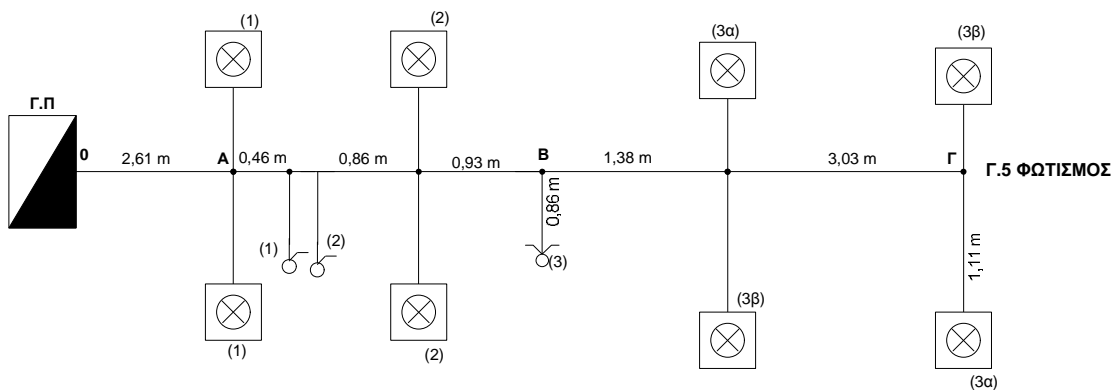 (1)
(2)
(3α)
(3β)
Γ.Π
0
2,61 m
A
0,46 m
0,86 m
0,93 m
B
1,38 m
3,03 m
Γ
Γ.5 ΦΩΤΙΣΜΟΣ
0,86 m
(1)
(2)
(3)
1,11 m
(3β)
(1)
(2)
(3α)